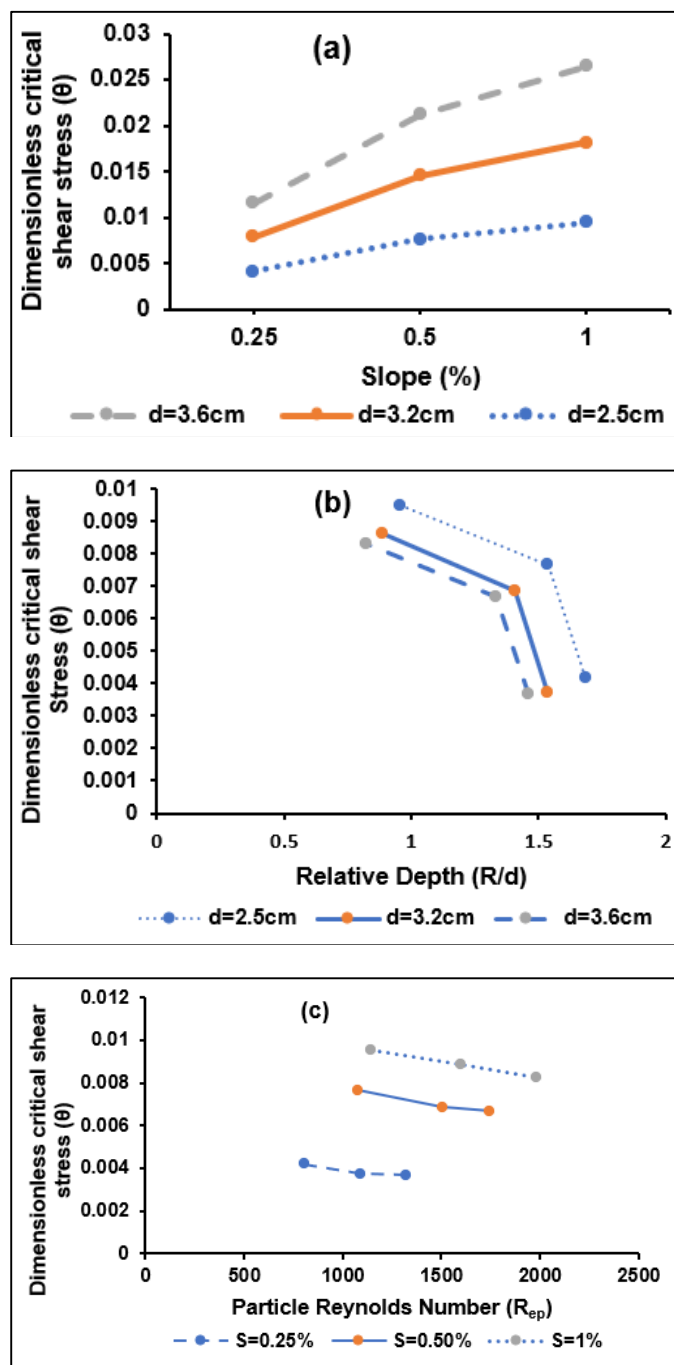 (a)
Dimensionless critical
shear stress (θ)
0.03
0.025
0.02
0.015
0.01
0.005
0
0.25 0.5 1
Slope (%)
d=3.6cm d=3.2cm d=2.5cm
(b)
Dimensionless critical shear
Stress (θ)
0.01
0.009
0.008
0.007
0.006
0.005
0.004
0.003
0.002
0.001
0
0 0.5 1 1.5 2
Relative Depth (R/d)
d=2.5cm d=3.2cm d=3.6cm
(c)
Dimensionless critical shear
stress (θ)
0.012
0.01
0.008
0.006
0.004
0.002
0
0 500 1000 1500 2000 2500
Particle Reynolds Number (Rep)
S=0.25% S=0.50% S=1%